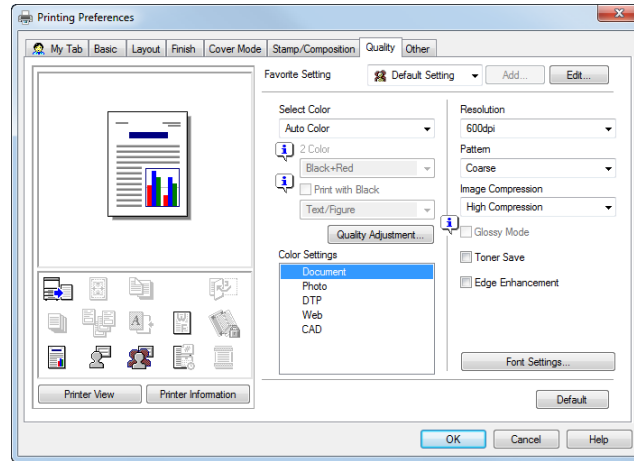 Printing Preferences
My Tab Basic Layout Finish Cover Mode Stamp/Composition Quality Other
Favorite Setting Default Setting Add... Edit...
Select Color
Auto Color
2 Color
Black+Red
Print with Black
Text/Figure
Quality Adjustment...
Color Settings
Document
Photo
DTP
Web
CAD
Resolution
600dpi
Pattern
Coarse
Image Compression
High Compression
Glossy Mode
Toner Save
Edge Enhancement
Font Settings...
Printer View Printer Information
Default
OK Cancel Help